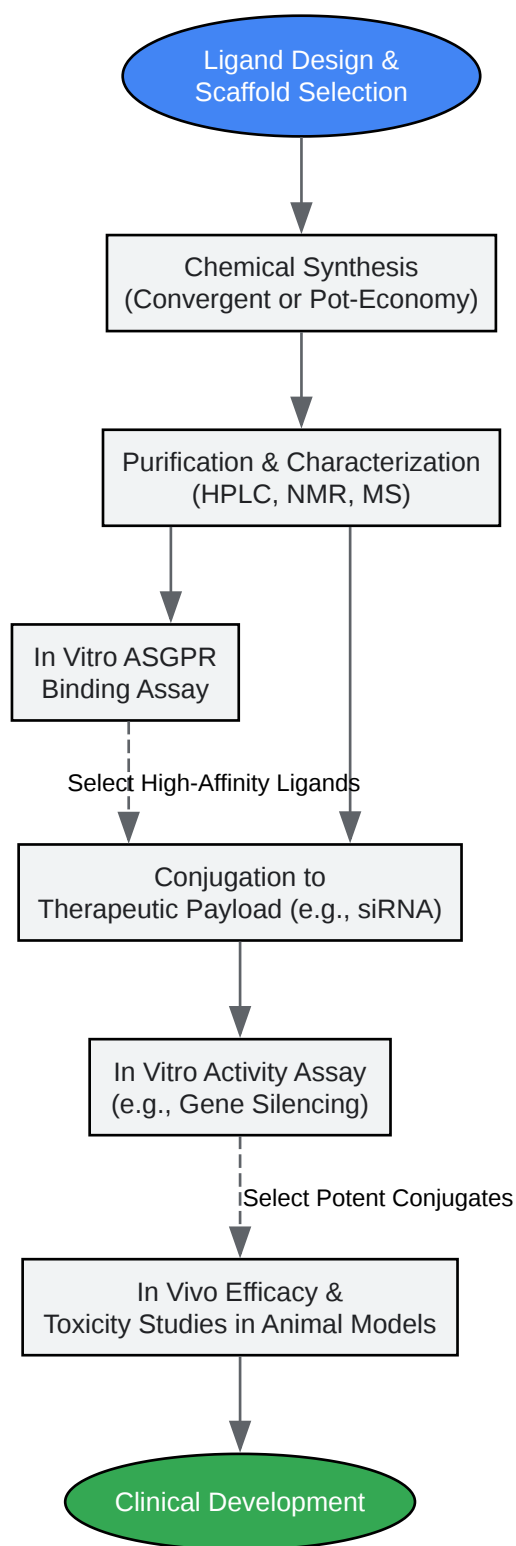 Ligand Design &
Scaffold Selection
Chemical Synthesis
(Convergent or Pot-Economy)
Purification & Characterization
(HPLC, NMR, MS)
In Vitro ASGPR
Binding Assay
Select High-Affinity Ligands
Conjugation to
Therapeutic Payload (e.g., siRNA)
In Vitro Activity Assay
(e.g., Gene Silencing)
Select Potent Conjugates
In Vivo Efficacy &
Toxicity Studies in Animal Models
Clinical Development